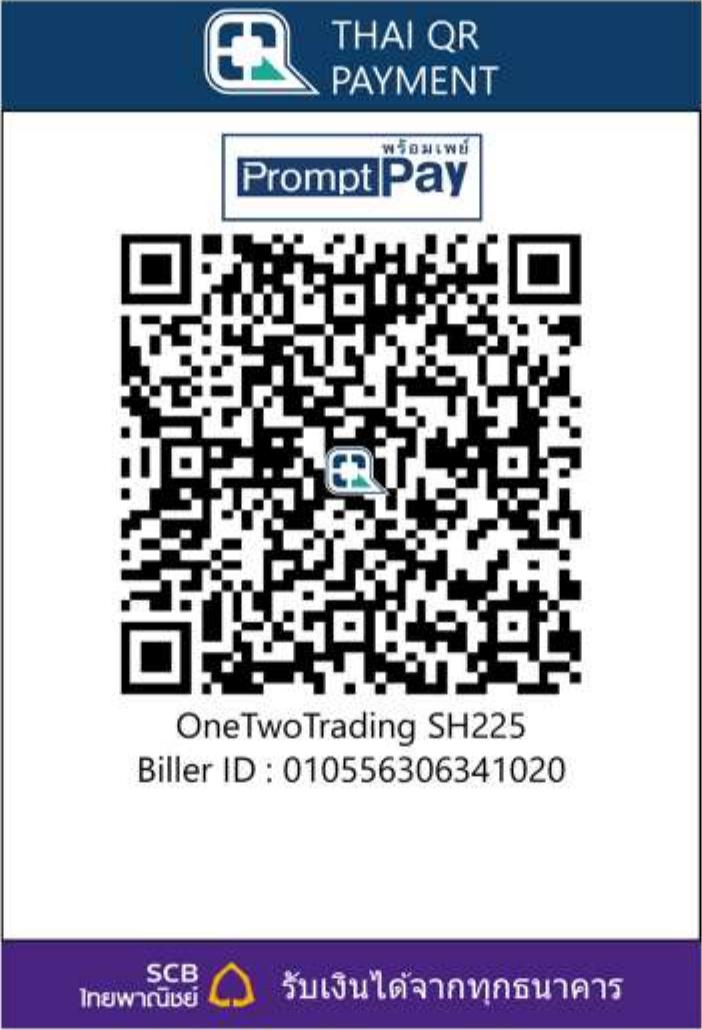 THAI QR
PAYMENT
พร้อมเพย์
PromptPay
OneTwoTrading SH225
Biller ID : 010556306341020
SCB
ไทยพาณิชย์
รับเงินได้จากทุกธนาคาร